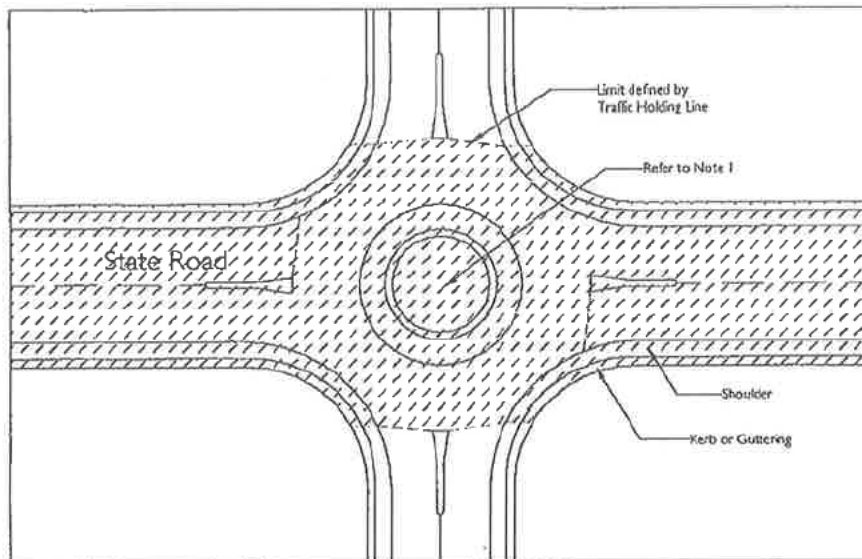 Limit defined by
Traffic Holding Line
Refer to Note 1
State Road
Shoulder
Kerb or Guttering